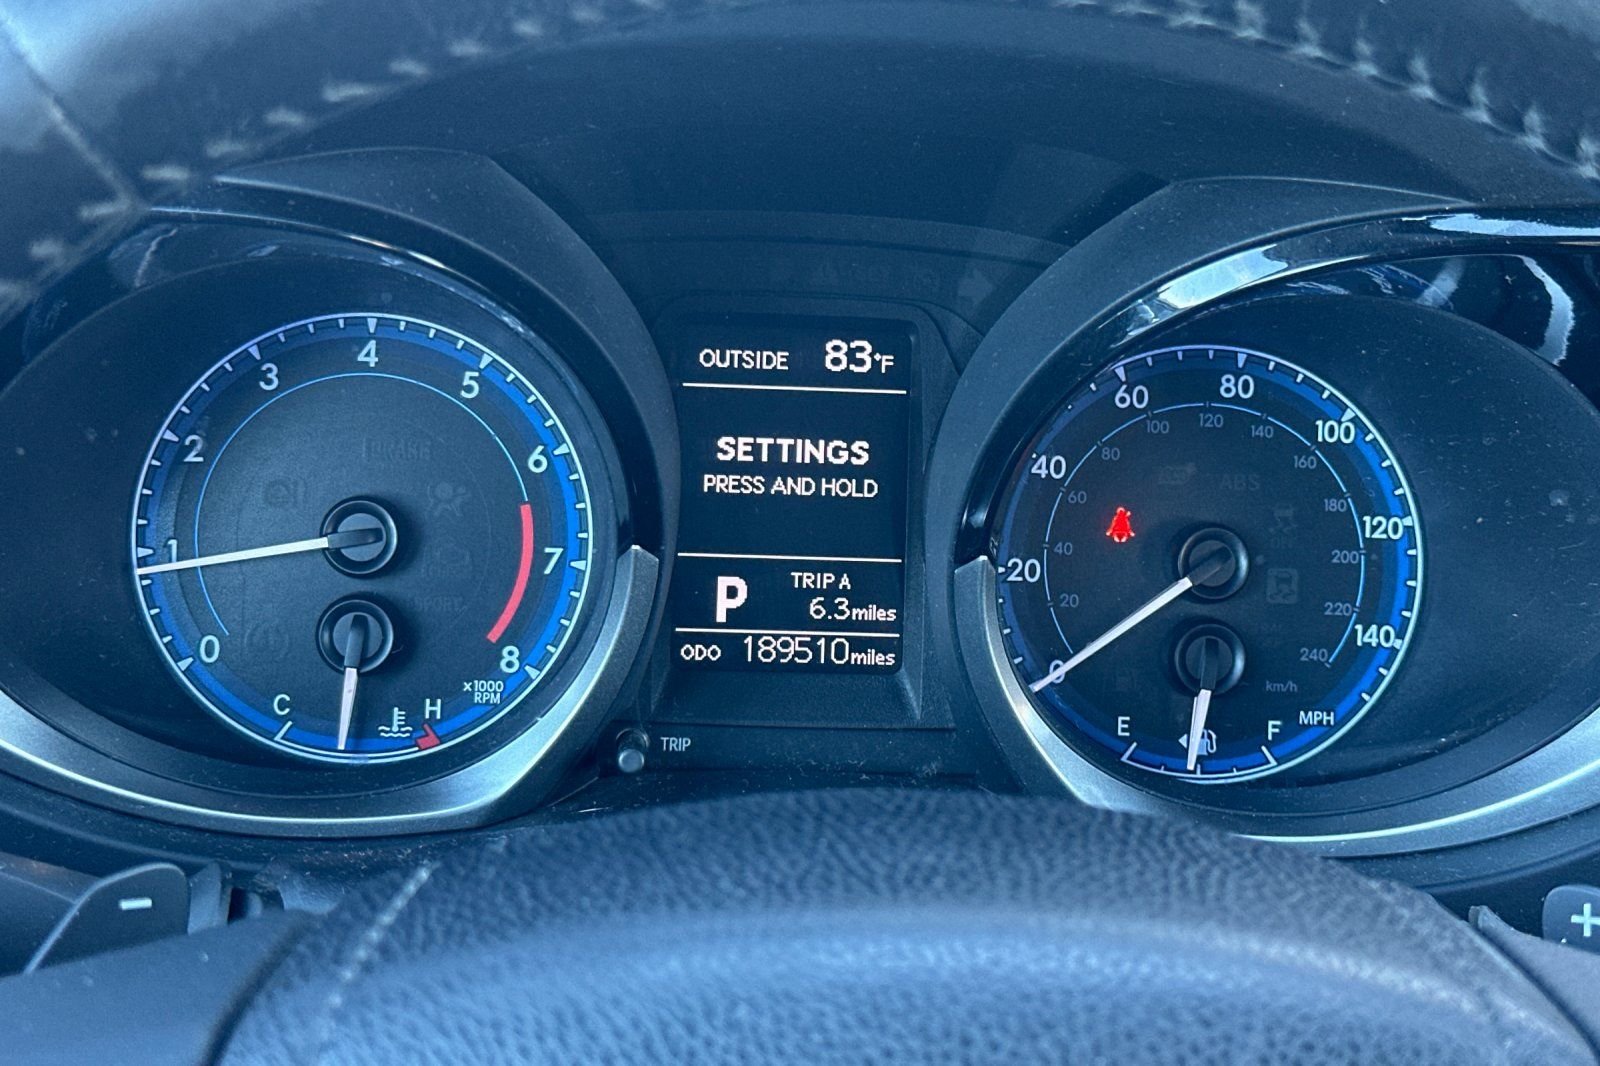 OUTSIDE 83°F
SETTINGS
PRESS AND HOLD
P
TRIP A
6.3miles
ODO 189510miles
TRIP
0
1
2
3
4
5
6
7
8
x1000
RPM
C
H
0
20
40
60
80
100
120
140
MPH
20
40
60
80
100
120
140
160
180
200
220
240
km/h
ABS
E
F
-
+